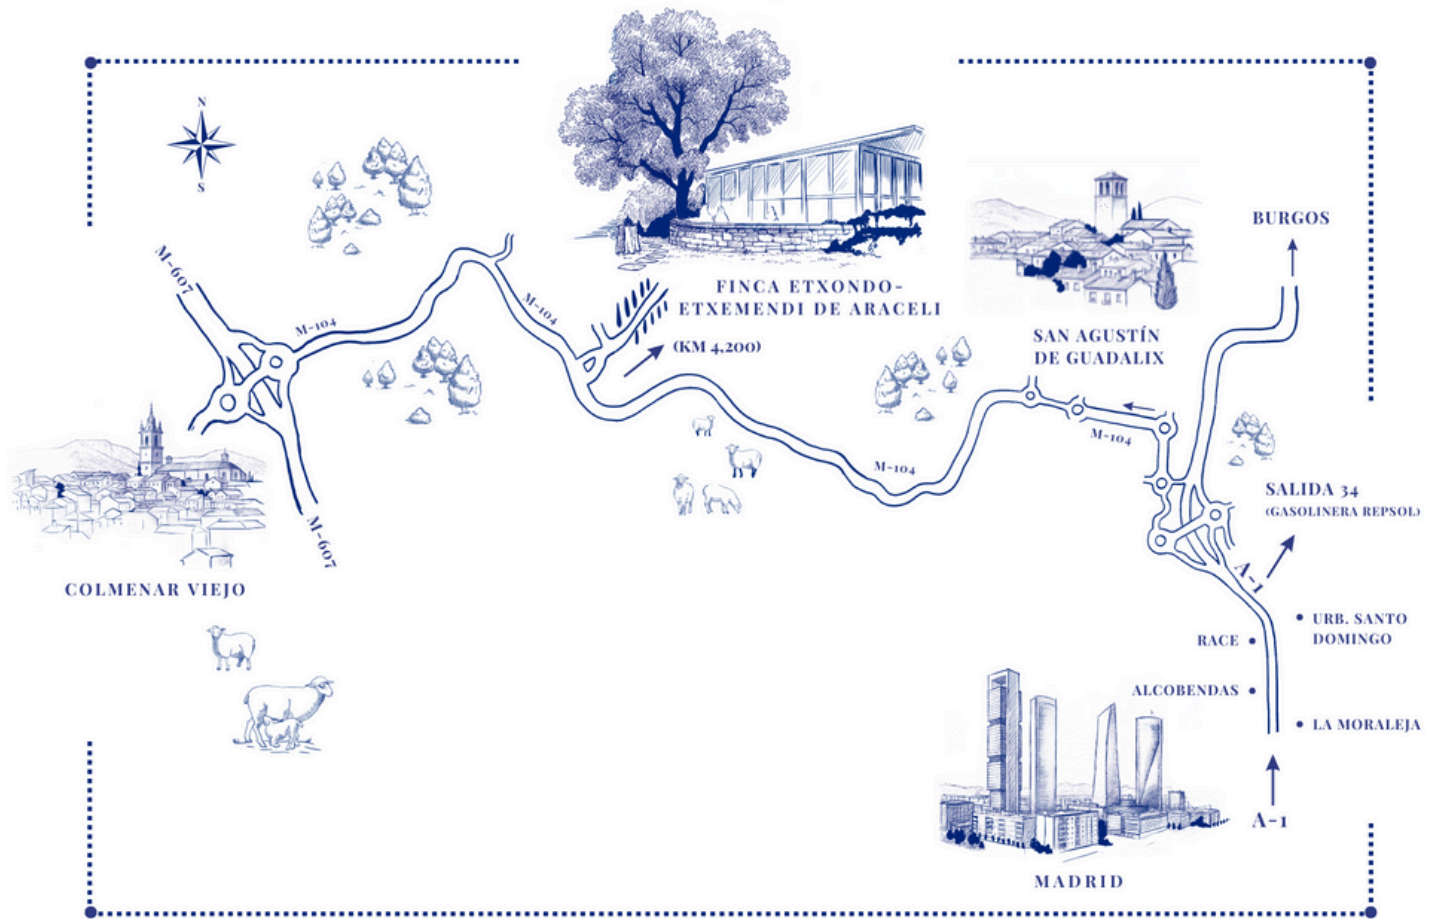 N
S
M-607
M-104
M-104
FINCA ETXONDO-
ETXEMENDI DE ARACELI
(KM 4,200)
BURGOS
SAN AGUSTÍN
DE GUADALIX
M-104
M-104
SALIDA 34
(GASOLINERA REPSOL)
A-1
M-607
COLMENAR VIEJO
URB. SANTO
DOMINGO
RACE
ALCOBENDAS
LA MORALEJA
A-1
MADRID